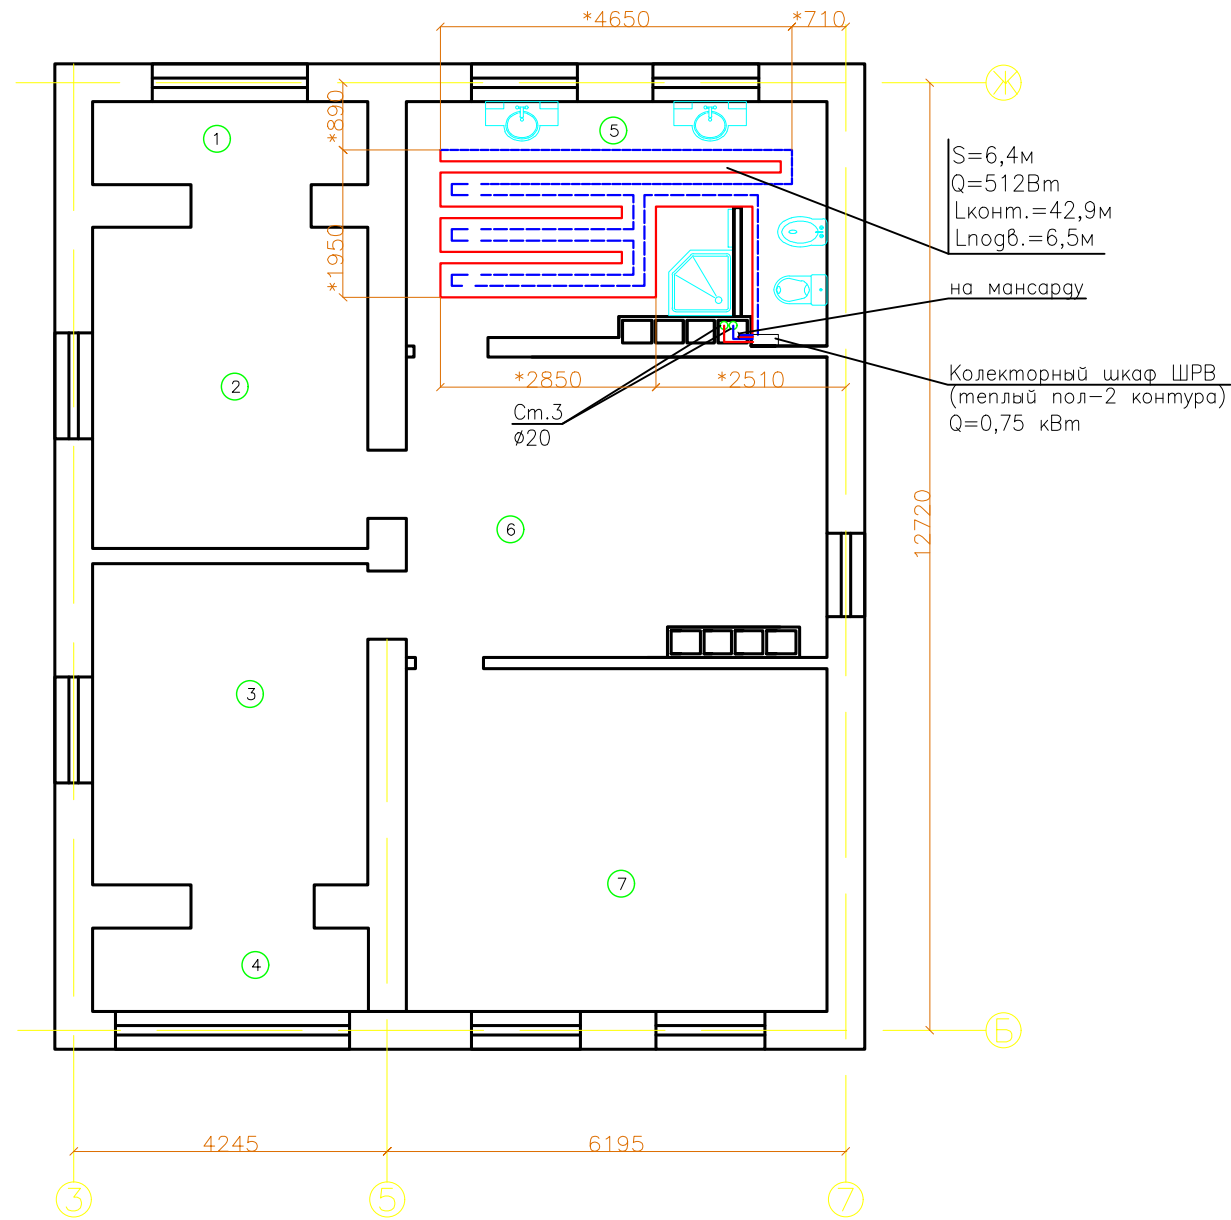 *4650
*710
Ж
*890
1
5
S=6,4м
Q=512Вт
Lконт.=42,9м
Lподв.=6,5м
*1950
на мансарду
*2850
*2510
Колекторный шкаф ШРВ
(теплый пол-2 контура)
Q=0,75 кВт
2
Ст.3
ø20
6
12720
3
7
4
Б
4245
6195
3
5
7